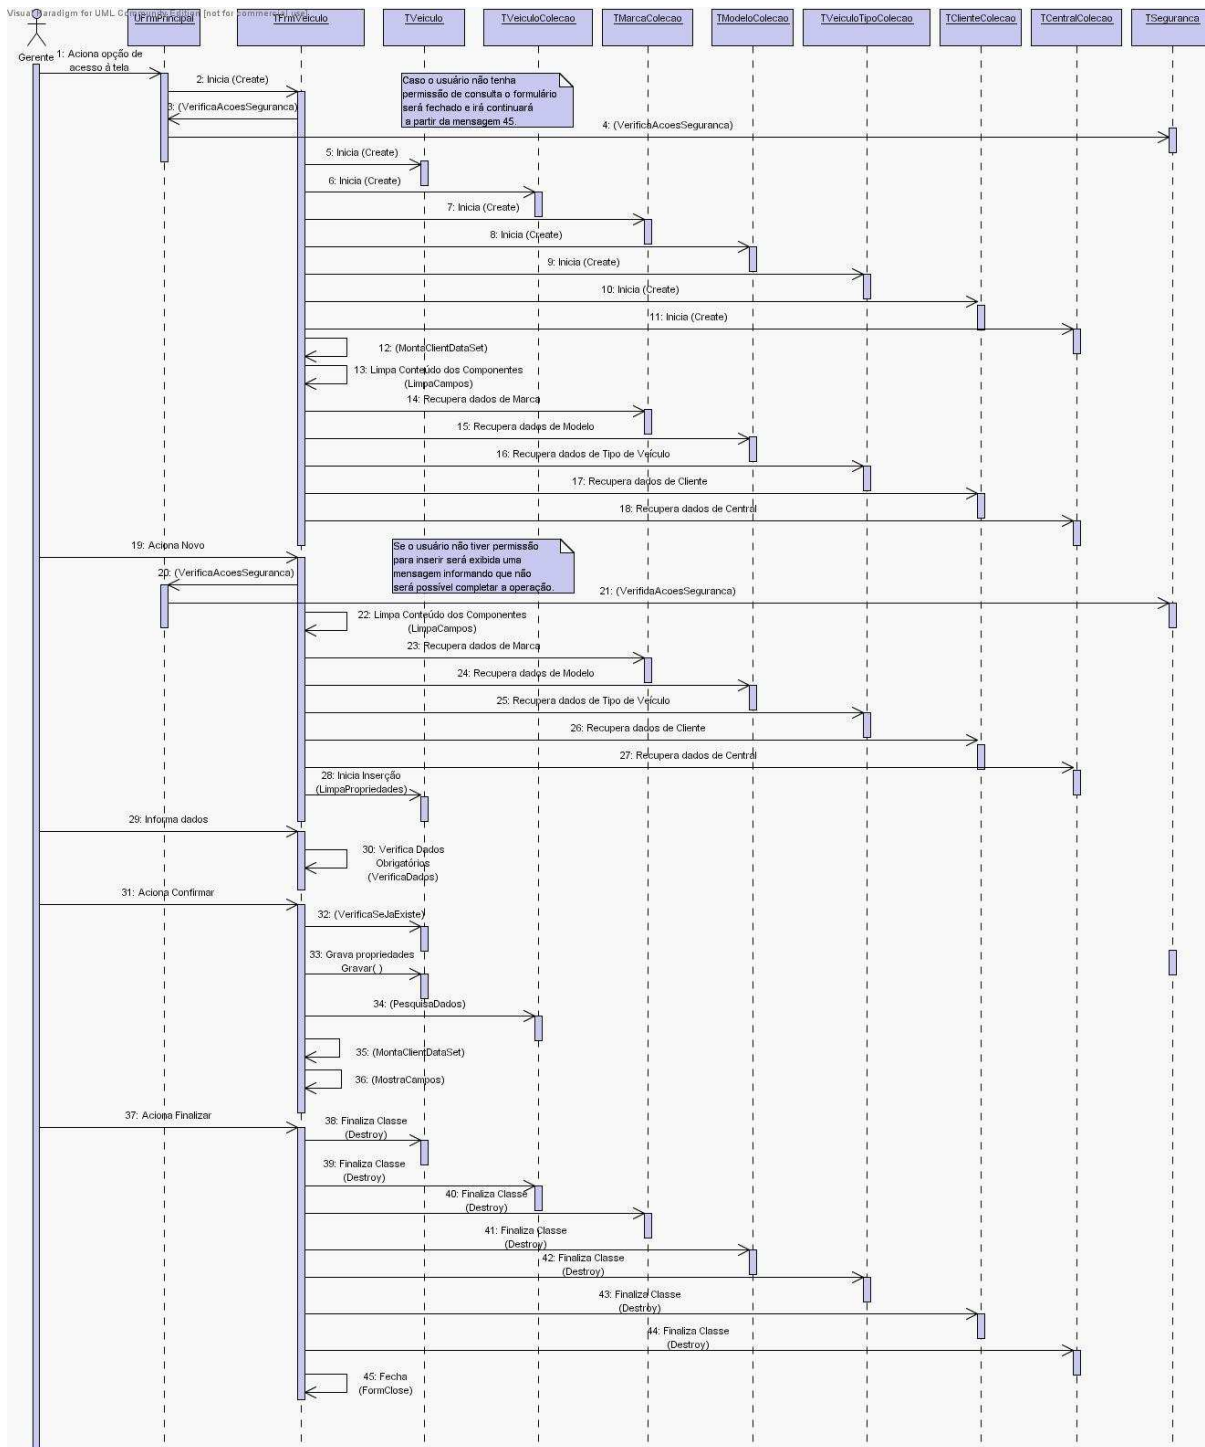 Visual Paradigm for UML Community Edition [not for commercial use]
UFrmPrincipal
TFrmVeiculo
TVeiculo
TVeiculoColecao
TMarcaColecao
TModeloColecao
TVeiculoTipoColecao
TClienteColecao
TCentralColecao
TSeguranca
Gerente
1: Aciona opção de
acesso à tela
2: Inicia (Create)
Caso o usuário não tenha
permissão de consulta o formulário
será fechado e irá continuará
a partir da mensagem 45.
3: (VerificaAcoesSeguranca)
4: (VerificaAcoesSeguranca)
5: Inicia (Create)
6: Inicia (Create)
7: Inicia (Create)
8: Inicia (Create)
9: Inicia (Create)
10: Inicia (Create)
11: Inicia (Create)
12: (MontaClientDataSet)
13: Limpa Conteúdo dos Componentes
(LimpaCampos)
14: Recupera dados de Marca
15: Recupera dados de Modelo
16: Recupera dados de Tipo de Veículo
17: Recupera dados de Cliente
18: Recupera dados de Central
19: Aciona Novo
Se o usuário não tiver permissão
para inserir será exibida uma
mensagem informando que não
será possível completar a operação.
20: (VerificaAcoesSeguranca)
21: (VerifidaAcoesSeguranca)
22: Limpa Conteúdo dos Componentes
(LimpaCampos)
23: Recupera dados de Marca
24: Recupera dados de Modelo
25: Recupera dados de Tipo de Veículo
26: Recupera dados de Cliente
27: Recupera dados de Central
28: Inicia Inserção
(LimpaPropriedades)
29: Informa dados
30: Verifica Dados
Obrigatórios
(VerificaDados)
31: Aciona Confirmar
32: (VerificaSeJaExiste)
33: Grava propriedades
Gravar( )
34: (PesquisaDados)
35: (MontaClientDataSet)
36: (MostraCampos)
37: Aciona Finalizar
38: Finaliza Classe
(Destroy)
39: Finaliza Classe
(Destroy)
40: Finaliza Classe
(Destroy)
41: Finaliza Classe
(Destroy)
42: Finaliza Classe
(Destroy)
43: Finaliza Classe
(Destroy)
44: Finaliza Classe
(Destroy)
45: Fecha
(FormClose)